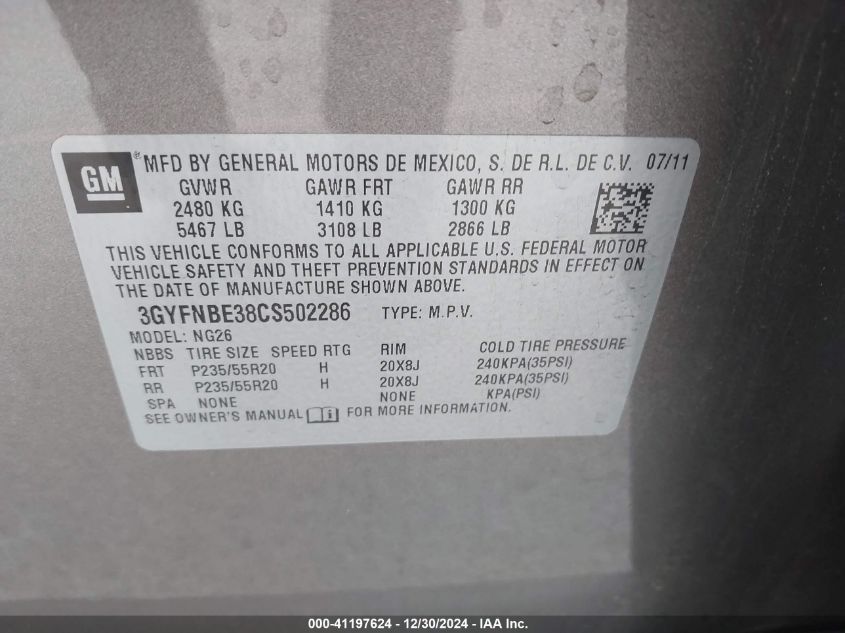 GM ® MFD BY GENERAL MOTORS DE MEXICO, S. DE R.L. DE C.V. 07/11
GVWR GAWR FRT GAWR RR
2480 KG 1410 KG 1300 KG
5467 LB 3108 LB 2866 LB
THIS VEHICLE CONFORMS TO ALL APPLICABLE U.S. FEDERAL MOTOR
VEHICLE SAFETY AND THEFT PREVENTION STANDARDS IN EFFECT ON
THE DATE OF MANUFACTURE SHOWN ABOVE.
3GYFNBE38CS502286 TYPE: M.P.V.
MODEL: NG26
NBBS TIRE SIZE SPEED RTG RIM COLD TIRE PRESSURE
FRT P235/55R20 H 20X8J 240KPA(35PSI)
RR P235/55R20 H 20X8J 240KPA(35PSI)
SPA NONE NONE KPA(PSI)
SEE OWNER'S MANUAL FOR MORE INFORMATION.
000-41197624 - 12/30/2024 - IAA Inc.